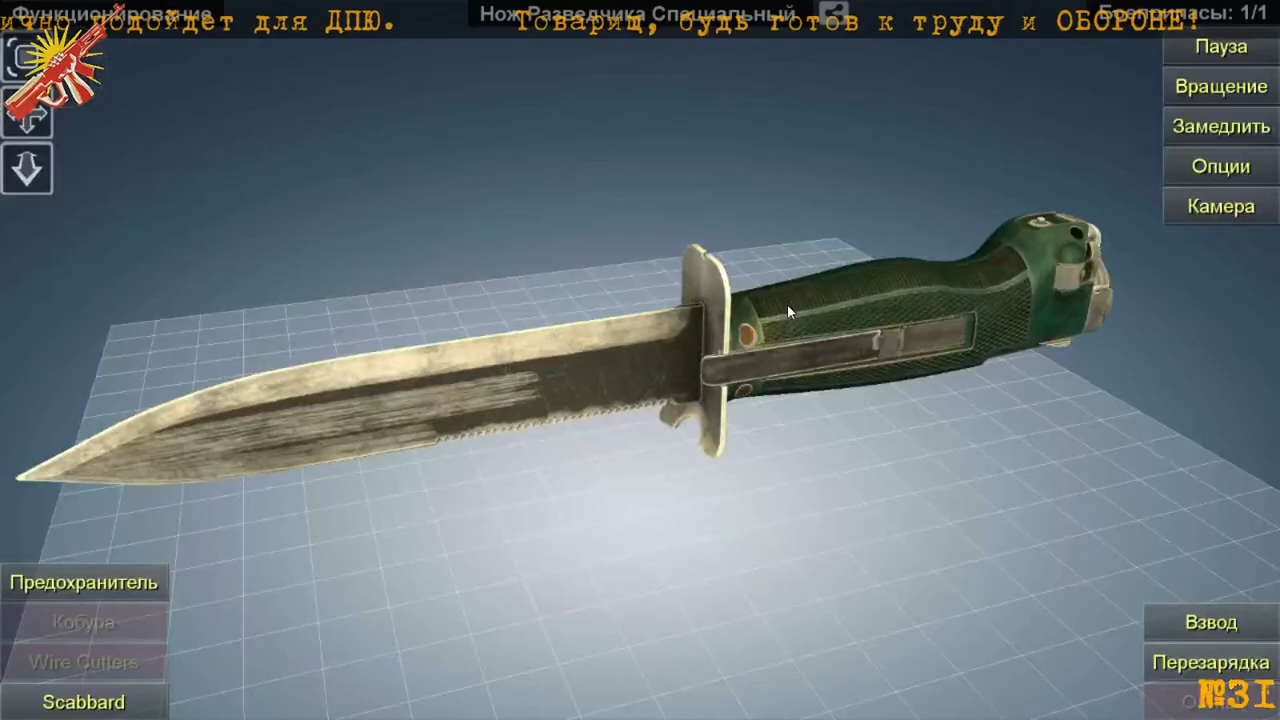 Функционирование
Нож Разведчика Специальный
Боеприпасы: 1/1
ично подойдет для ДПЮ. Товарищ, будь готов к труду и ОБОРОНЕ!
Пауза
Вращение
Замедлить
Опции
Камера
Предохранитель
Кобура
Wire Cutters
Scabbard
Взвод
Перезарядка
№31